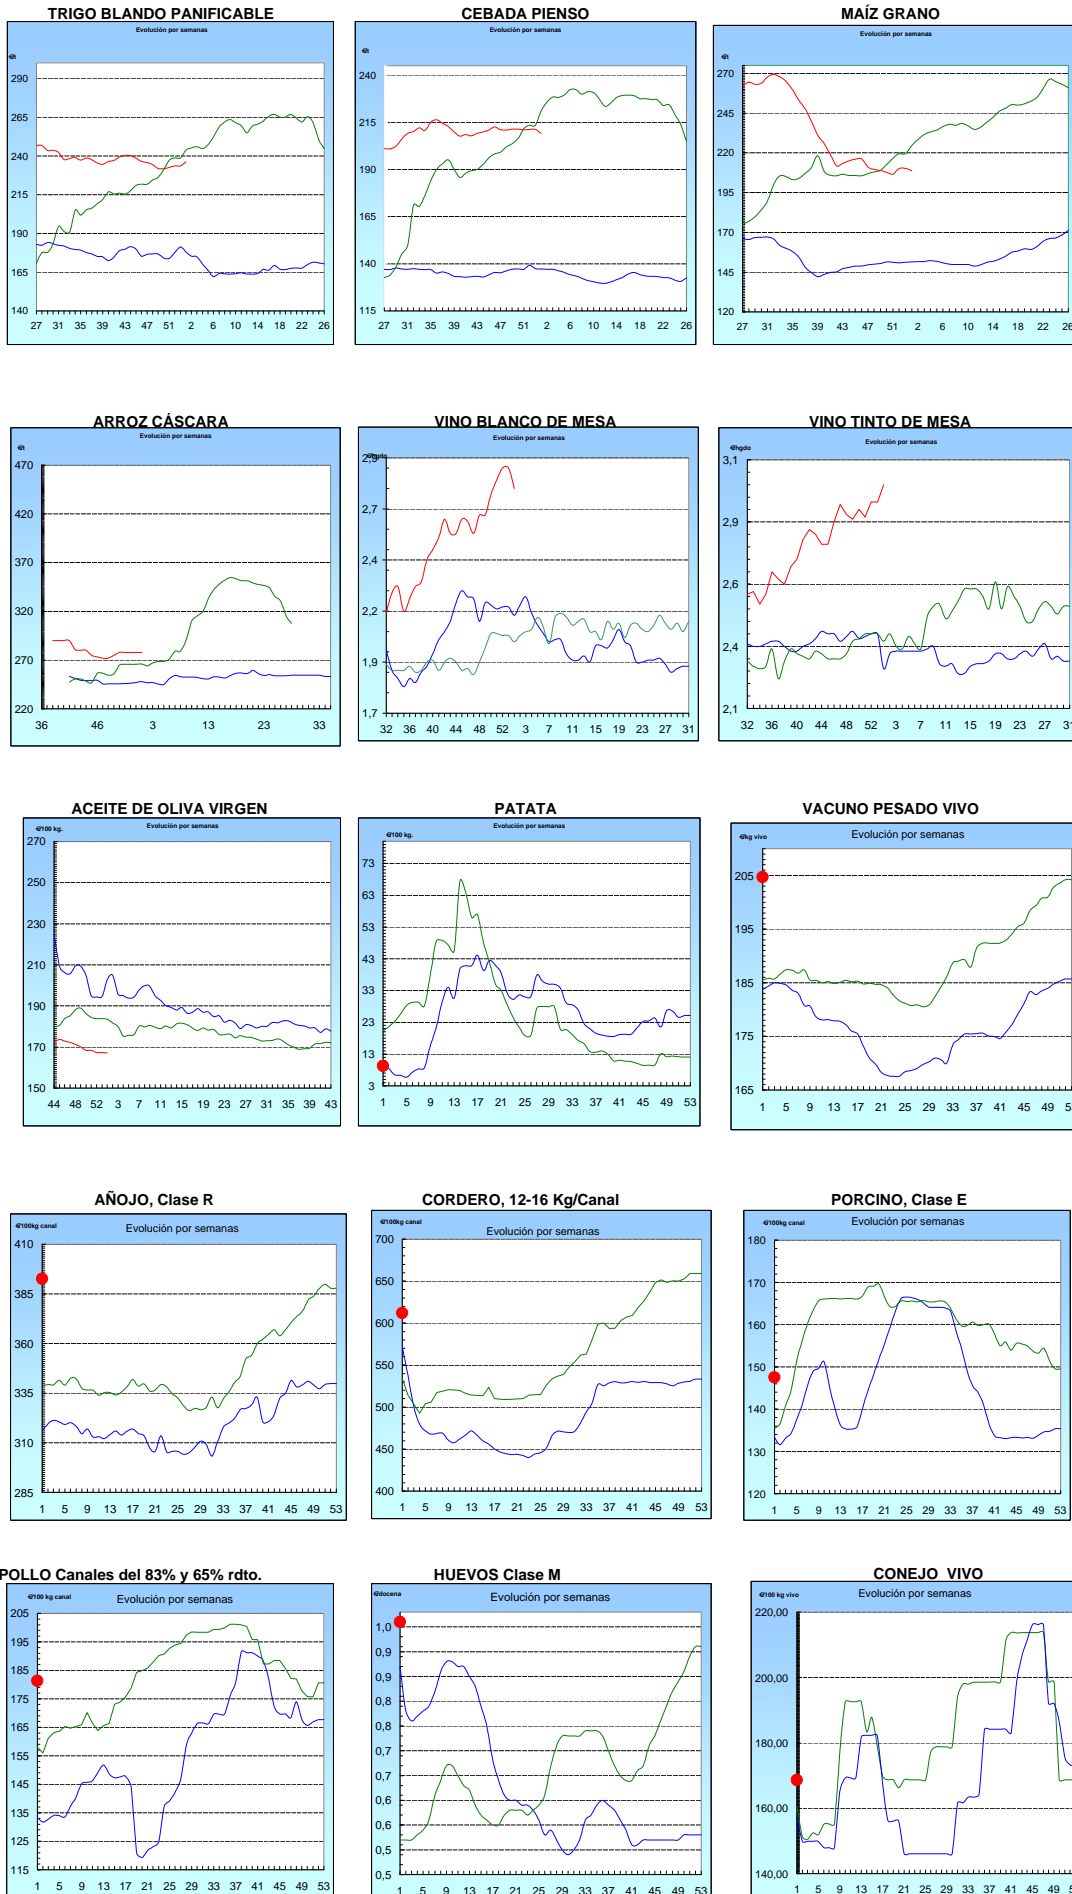 TRIGO BLANDO PANIFICABLE
Evolución por semanas
€/t
290
265
240
215
190
165
140
27 31 35 39 43 47 51 2 6 10 14 18 22 26
CEBADA PIENSO
Evolución por semanas
€/t
240
215
190
165
140
115
27 31 35 39 43 47 51 2 6 10 14 18 22 26
MAÍZ GRANO
Evolución por semanas
€/t
270
245
220
195
170
145
120
27 31 35 39 43 47 51 2 6 10 14 18 22 26
ARROZ CÁSCARA
Evolución por semanas
€/t
470
420
370
320
270
220
36 46 3 13 23 33
VINO BLANCO DE MESA
Evolución por semanas
€/hgdo
2,9
2,7
2,4
2,2
1,9
1,7
32 36 40 44 48 52 3 7 11 15 19 23 27 31
VINO TINTO DE MESA
Evolución por semanas
€/hgdo
3,1
2,9
2,6
2,4
2,1
32 36 40 44 48 52 3 7 11 15 19 23 27 31
ACEITE DE OLIVA VIRGEN
Evolución por semanas
€/100 kg.
270
250
230
210
190
170
150
44 48 52 3 7 11 15 19 23 27 31 35 39 43
PATATA
Evolución por semanas
€/100 kg.
73
63
53
43
33
23
13
3
1 5 9 13 17 21 25 29 33 37 41 45 49 53
VACUNO PESADO VIVO
Evolución por semanas
€/kg vivo
205
195
185
175
165
1 5 9 13 17 21 25 29 33 37 41 45 49 53
AÑOJO, Clase R
Evolución por semanas
€/100kg canal
410
385
360
335
310
285
1 5 9 13 17 21 25 29 33 37 41 45 49 53
CORDERO, 12-16 Kg/Canal
Evolución por semanas
€/100kg canal
700
650
600
550
500
450
400
1 5 9 13 17 21 25 29 33 37 41 45 49 53
PORCINO, Clase E
Evolución por semanas
€/100kg canal
180
170
160
150
140
130
120
1 5 9 13 17 21 25 29 33 37 41 45 49 53
POLLO Canales del 83% y 65% rdto.
Evolución por semanas
€/100 kg canal
205
195
185
175
165
155
145
135
125
115
1 5 9 13 17 21 25 29 33 37 41 45 49 53
HUEVOS Clase M
Evolución por semanas
€/docena
1,0
0,9
0,9
0,8
0,8
0,7
0,7
0,6
0,6
0,5
0,5
1 5 9 13 17 21 25 29 33 37 41 45 49 53
CONEJO VIVO
Evolución por semanas
€/100 kg vivo
220,00
200,00
180,00
160,00
140,00
1 5 9 13 17 21 25 29 33 37 41 45 49